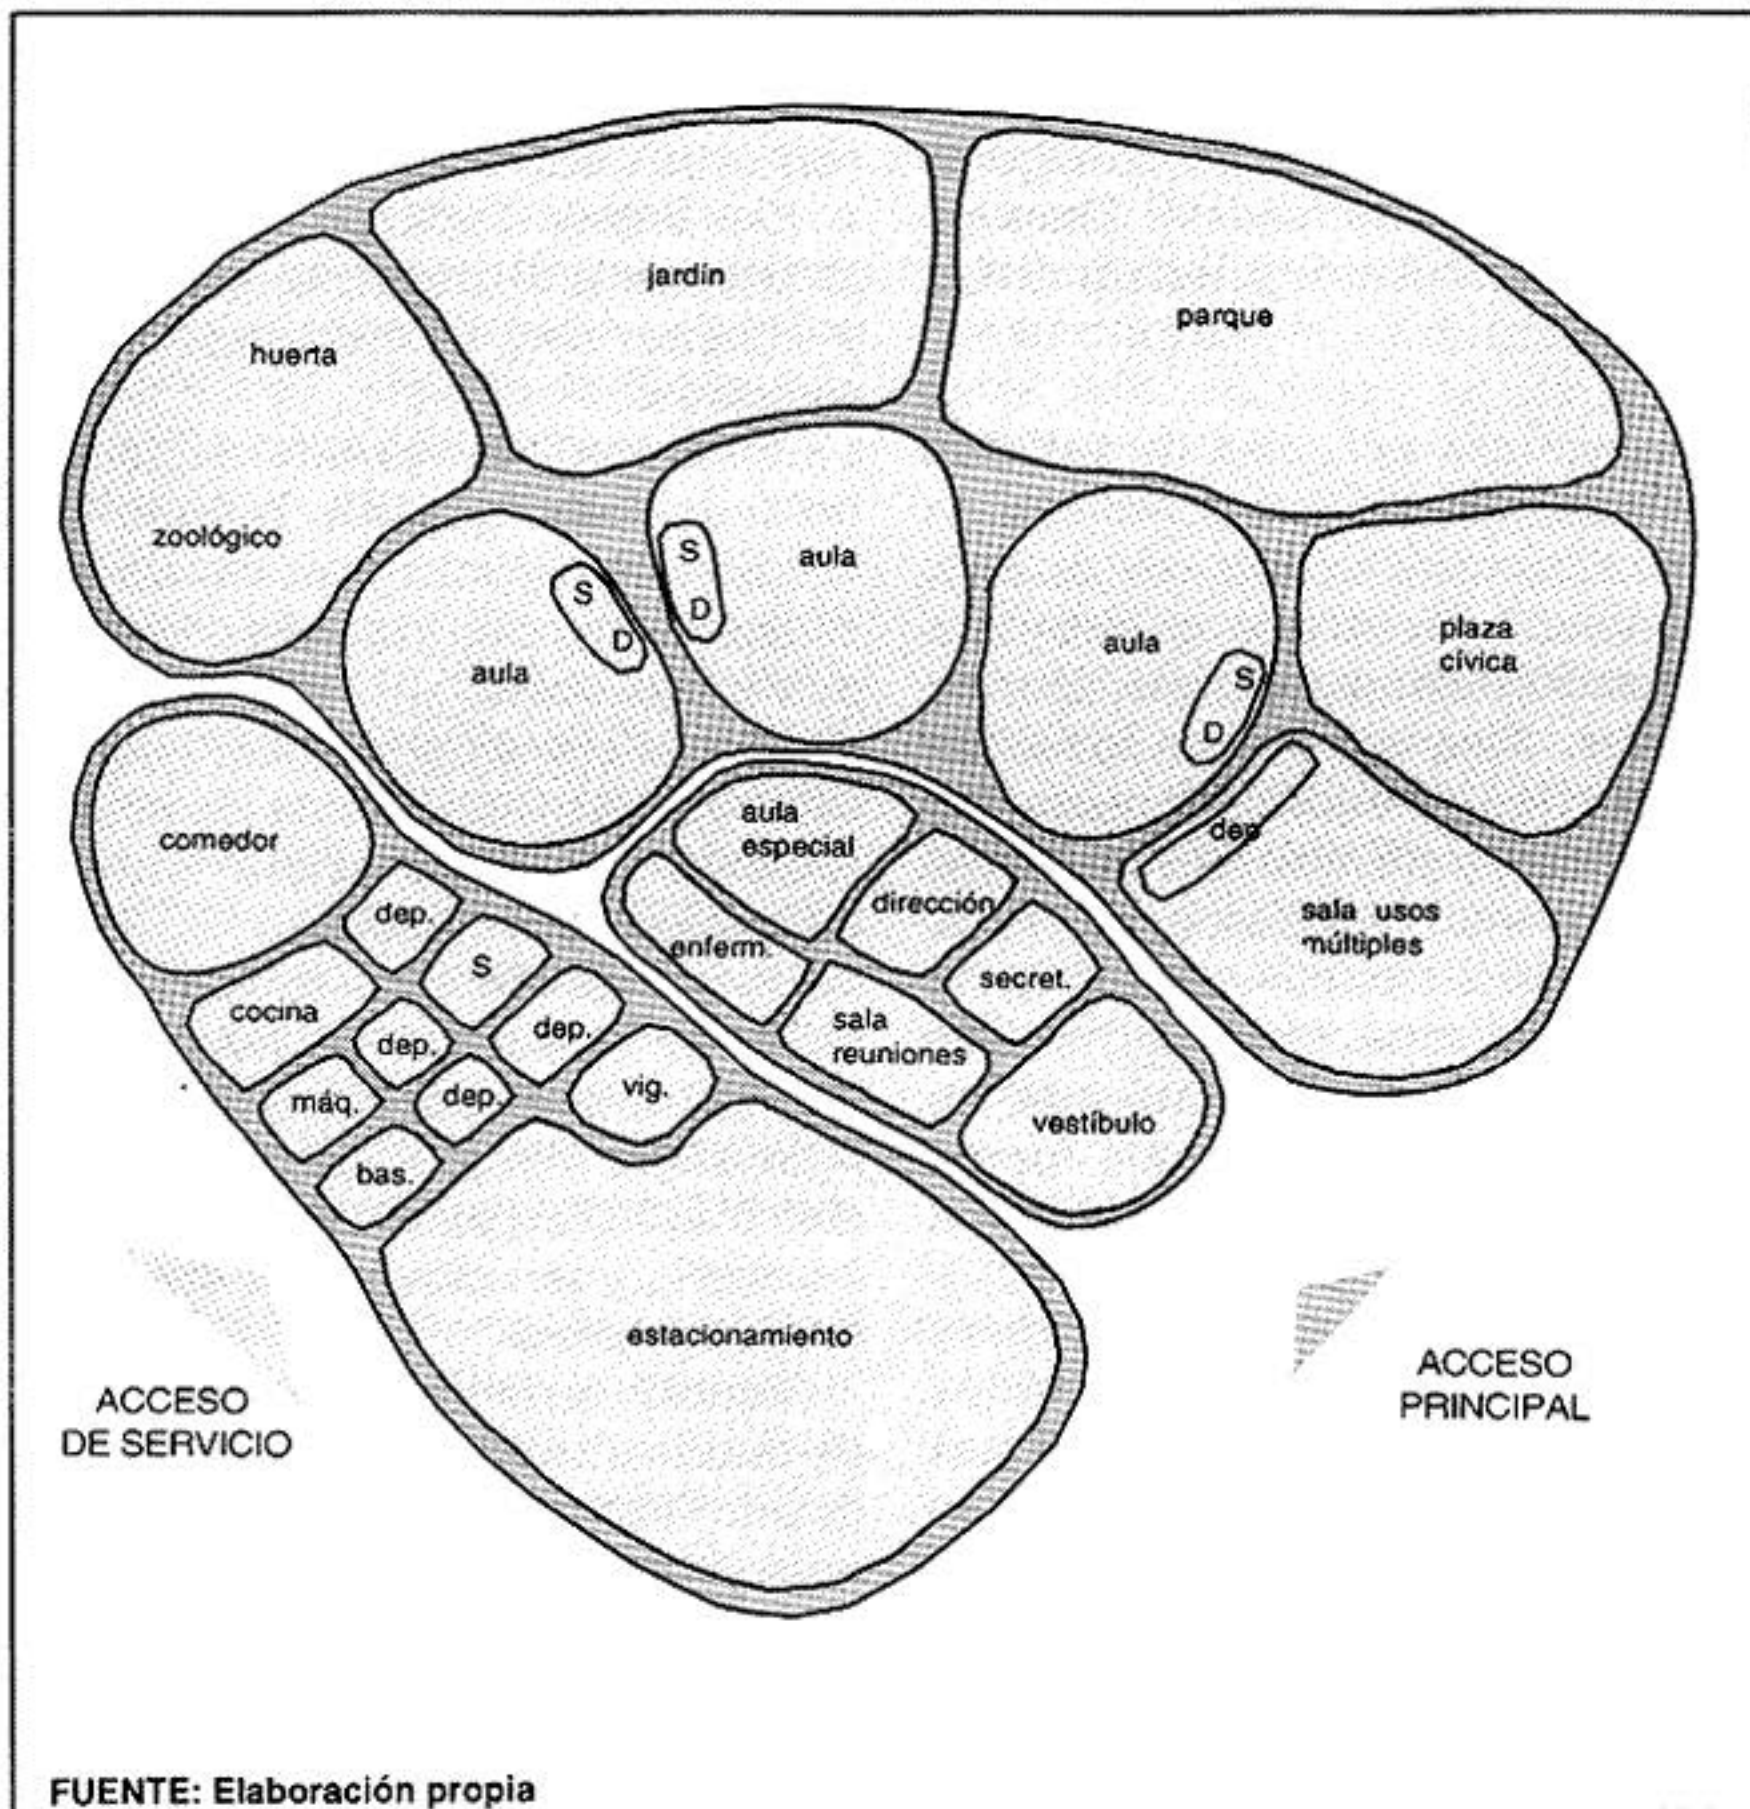 jardín
parque
huerta
zoológico
S
D
aula
S
D
aula
aula
S
D
plaza
cívica
comedor
aula
especial
dep
dirección
sala usos
múltiples
dep.
enferm.
S
secret.
cocina
dep.
dep.
sala
reuniones
máq.
dep.
vig.
vestíbulo
bas.
estacionamiento
ACCESO
DE SERVICIO
ACCESO
PRINCIPAL
FUENTE: Elaboración propia